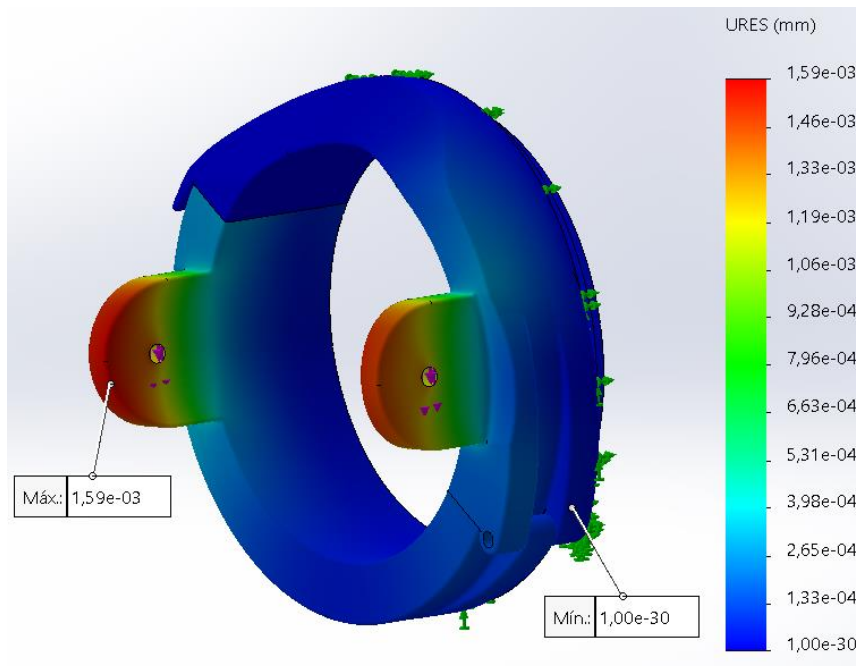 URES (mm)
1,59e-03
1,46e-03
1,33e-03
1,19e-03
1,06e-03
9,28e-04
7,96e-04
6,63e-04
5,31e-04
3,98e-04
2,65e-04
1,33e-04
1,00e-30
Máx.: 1,59e-03
Mín.: 1,00e-30